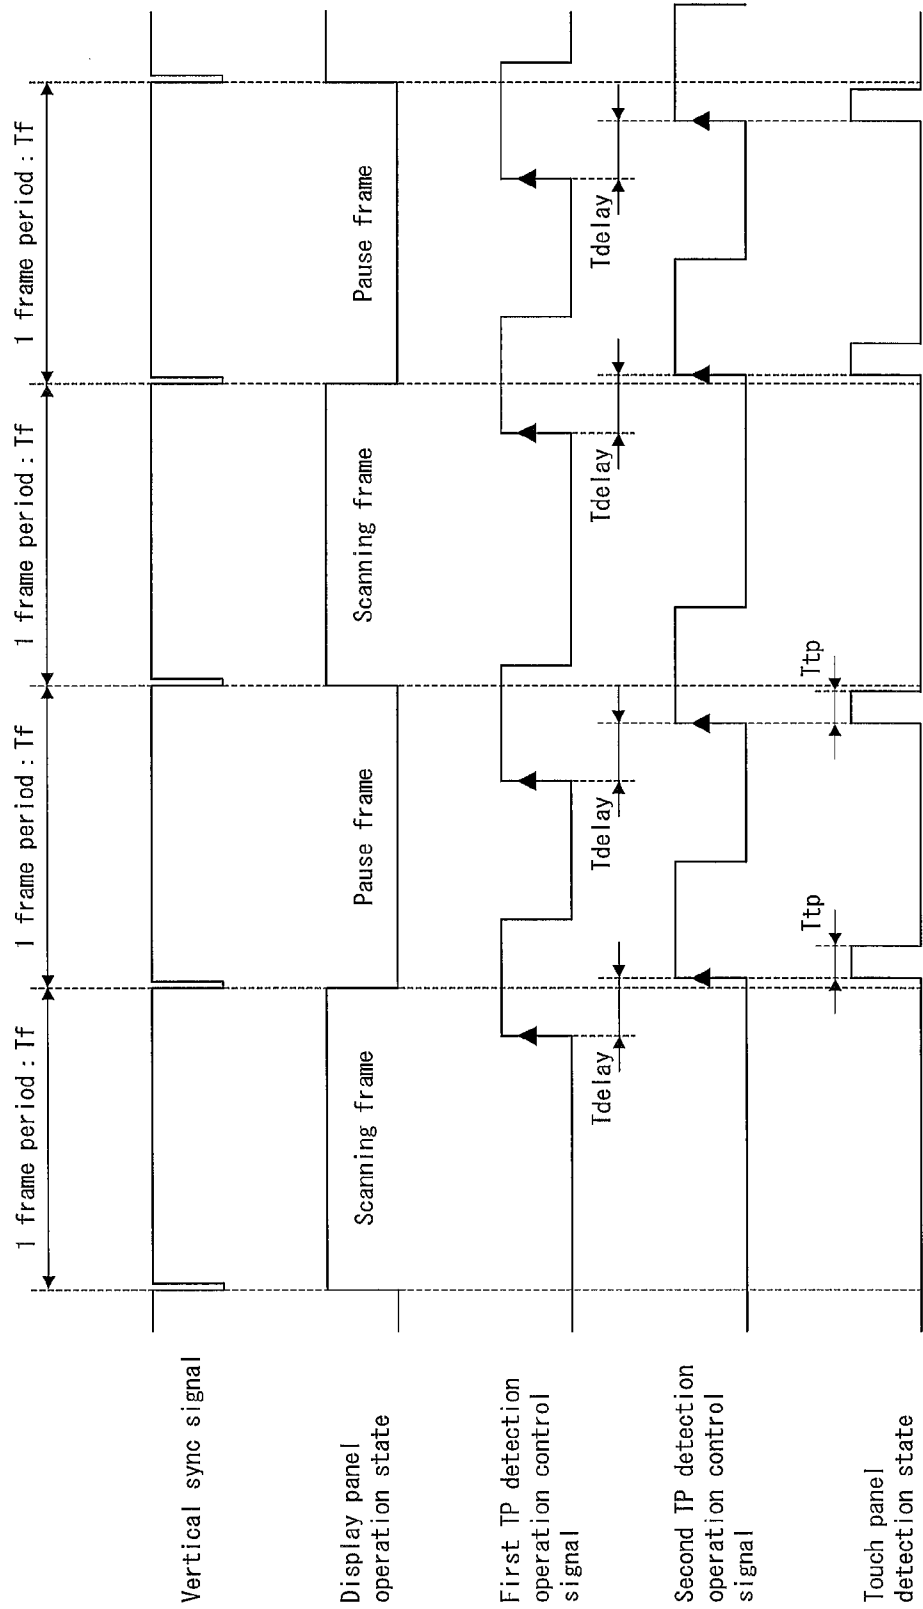 1 frame period : Tf
1 frame period : Tf
1 frame period : Tf
1 frame period : Tf
Vertical sync signal
Display panel
operation state
Scanning frame
Pause frame
Scanning frame
Pause frame
First TP detection
operation control
signal
Tdelay
Tdelay
Tdelay
Tdelay
Second TP detection
operation control
signal
Ttp
Ttp
Touch panel
detection state